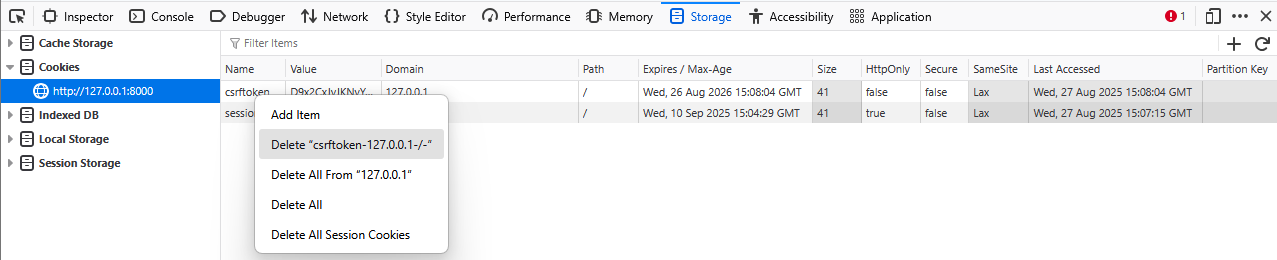 Inspector Console Debugger Network Style Editor Performance Memory Storage Accessibility Application 1
Cache Storage
Filter Items
Cookies
Name Value Domain Path Expires / Max-Age Size HttpOnly Secure SameSite Last Accessed Partition Key
http://127.0.0.1:8000
csrftoken 127.0.0.1 / Wed, 26 Aug 2026 15:08:04 GMT 41 false false Lax Wed, 27 Aug 2025 15:08:04 GMT
Indexed DB
/ Wed, 10 Sep 2025 15:04:29 GMT 41 true false Lax Wed, 27 Aug 2025 15:07:15 GMT
Local Storage
Session Storage
Add Item
Delete “csrftoken-127.0.0.1-/-”
Delete All From “127.0.0.1”
Delete All
Delete All Session Cookies